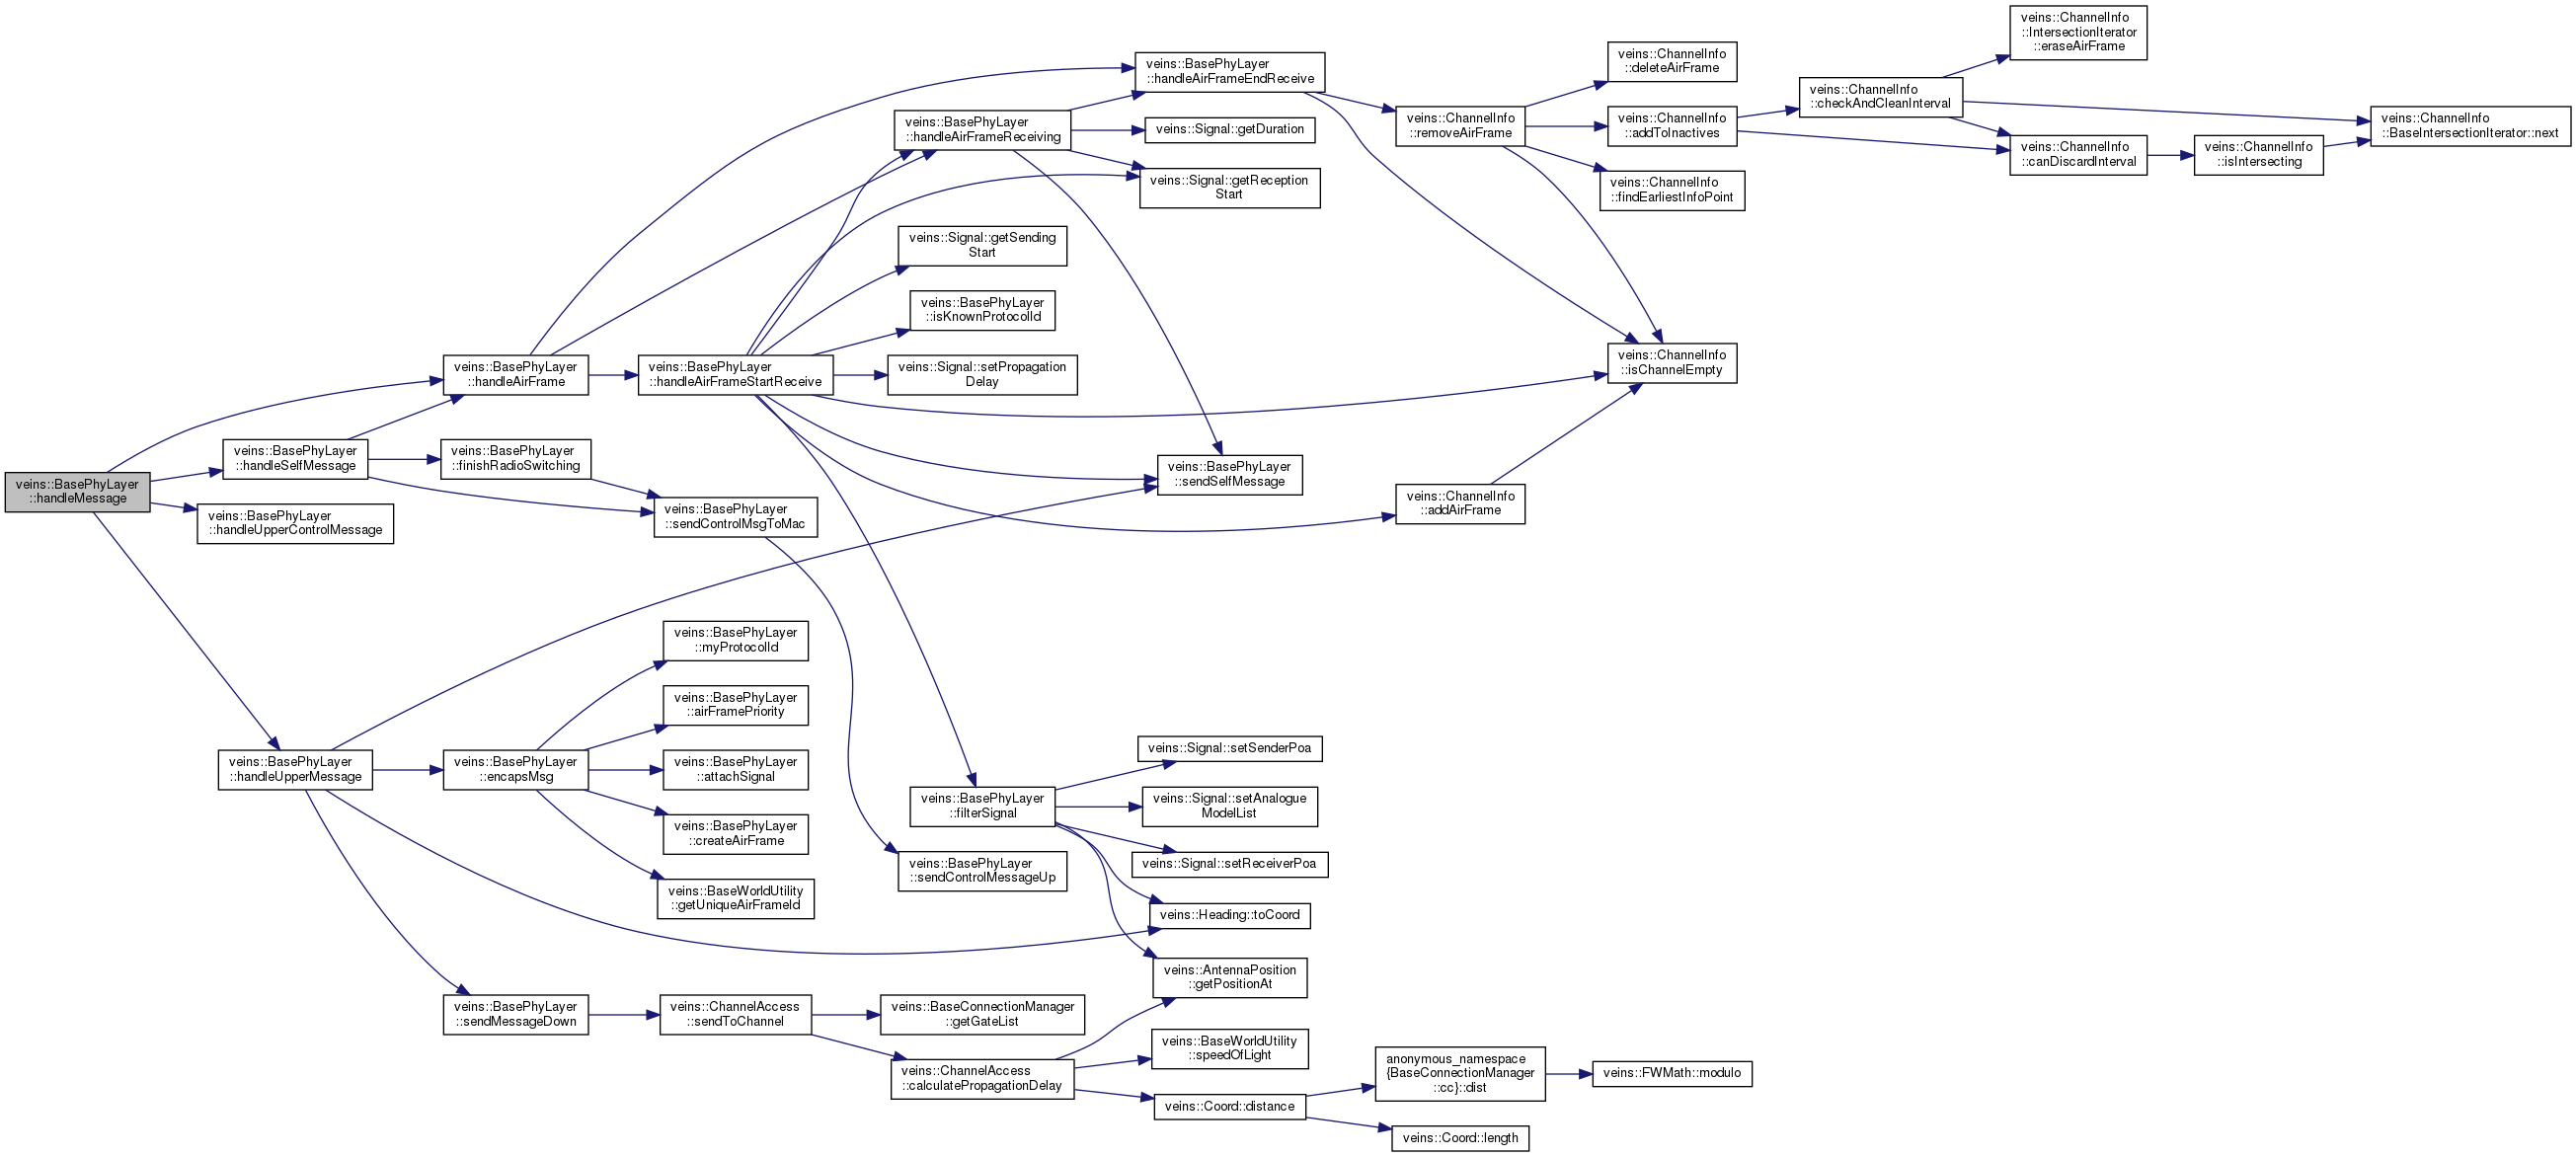 veins::ChannelInfo
::IntersectionIterator
::eraseAirFrame
veins::BasePhyLayer
::handleAirFrameEndReceive
veins::ChannelInfo
::deleteAirFrame
veins::ChannelInfo
::checkAndCleanInterval
veins::BasePhyLayer
::handleAirFrameReceiving
veins::Signal::getDuration
veins::ChannelInfo
::removeAirFrame
veins::ChannelInfo
::addToInactives
veins::ChannelInfo
::BaseIntersectionIterator::next
veins::ChannelInfo
::canDiscardInterval
veins::ChannelInfo
::isIntersecting
veins::Signal::getReception
Start
veins::ChannelInfo
::findEarliestInfoPoint
veins::Signal::getSending
Start
veins::BasePhyLayer
::isKnownProtocolId
veins::BasePhyLayer
::handleAirFrame
veins::BasePhyLayer
::handleAirFrameStartReceive
veins::Signal::setPropagation
Delay
veins::ChannelInfo
::isChannelEmpty
veins::BasePhyLayer
::handleSelfMessage
veins::BasePhyLayer
::finishRadioSwitching
veins::BasePhyLayer
::sendSelfMessage
veins::BasePhyLayer
::handleMessage
veins::BasePhyLayer
::handleUpperControlMessage
veins::BasePhyLayer
::sendControlMsgToMac
veins::ChannelInfo
::addAirFrame
veins::BasePhyLayer
::myProtocolId
veins::BasePhyLayer
::airFramePriority
veins::BasePhyLayer
::handleUpperMessage
veins::BasePhyLayer
::encapsMsg
veins::BasePhyLayer
::attachSignal
veins::Signal::setSenderPoa
veins::BasePhyLayer
::filterSignal
veins::Signal::setAnalogue
ModelList
veins::BasePhyLayer
::createAirFrame
veins::Signal::setReceiverPoa
veins::BasePhyLayer
::sendControlMessageUp
veins::BaseWorldUtility
::getUniqueAirFrameId
veins::Heading::toCoord
veins::AntennaPosition
::getPositionAt
veins::BasePhyLayer
::sendMessageDown
veins::ChannelAccess
::sendToChannel
veins::BaseConnectionManager
::getGateList
veins::BaseWorldUtility
::speedOfLight
veins::ChannelAccess
::calculatePropagationDelay
anonymous_namespace
{BaseConnectionManager
::cc}::dist
veins::FWMath::modulo
veins::Coord::distance
veins::Coord::length